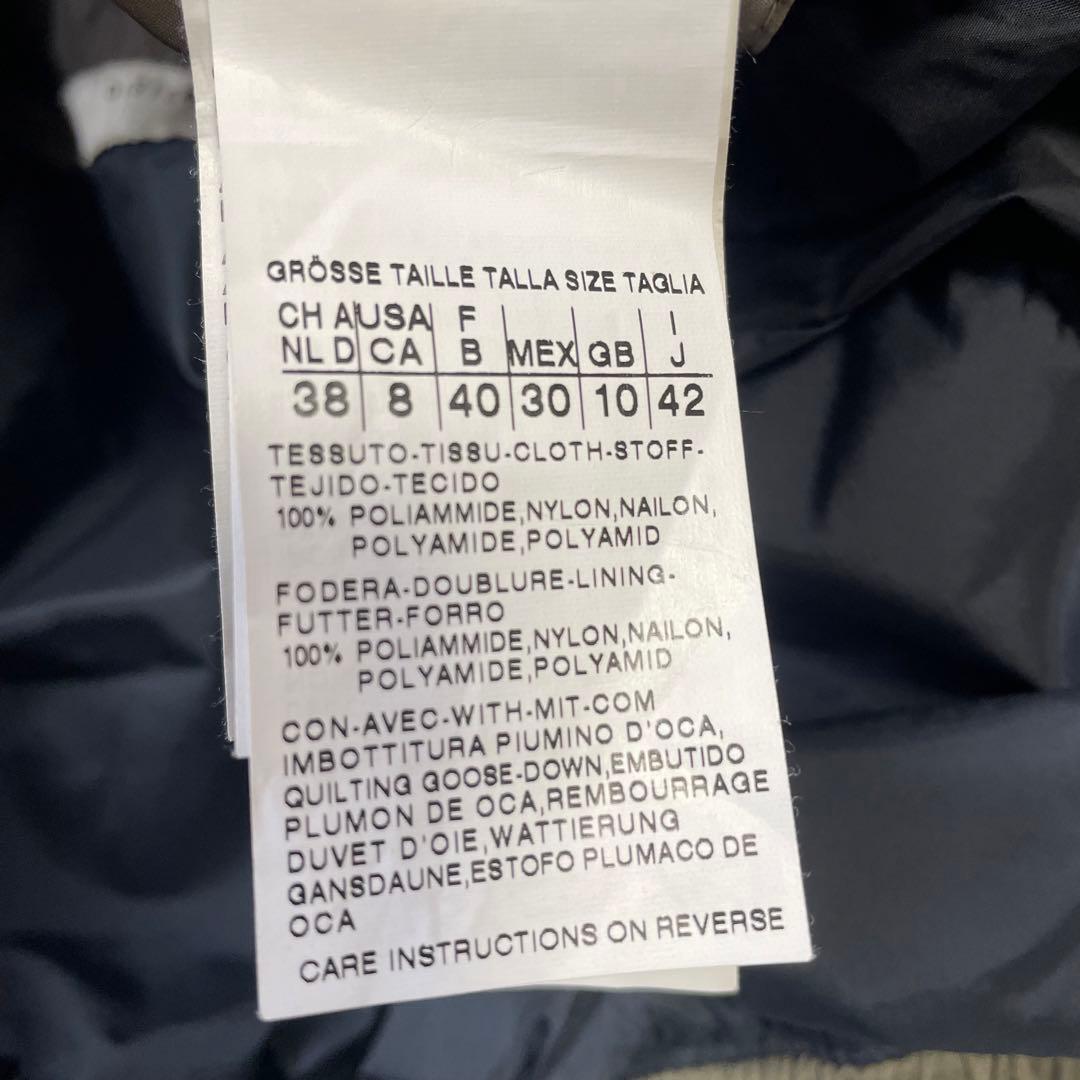 GRÖSSE TAILLE TALLA SIZE TAGLIA
CH A USA F I
NL D CA B MEX GB J
38 8 40 30 10 42
TESSUTO-TISSU-CLOTH-STOFF-
TEJIDO-TECIDO
100% POLIAMMIDE,NYLON,NAILON,
POLYAMIDE,POLYAMID
FODERA-DOUBLURE-LINING-
FUTTER-FORRO
100% POLIAMMIDE,NYLON,NAILON,
POLYAMIDE,POLYAMID
CON-AVEC-WITH-MIT-COM
IMBOTTITURA PIUMINO D'OCA,
QUILTING GOOSE-DOWN,EMBUTIDO
PLUMON DE OCA,REMBOURRAGE
DUVET D'OIE,WATTIERUNG
GANSDAUNE,ESTOFO PLUMACO DE
OCA
CARE INSTRUCTIONS ON REVERSE